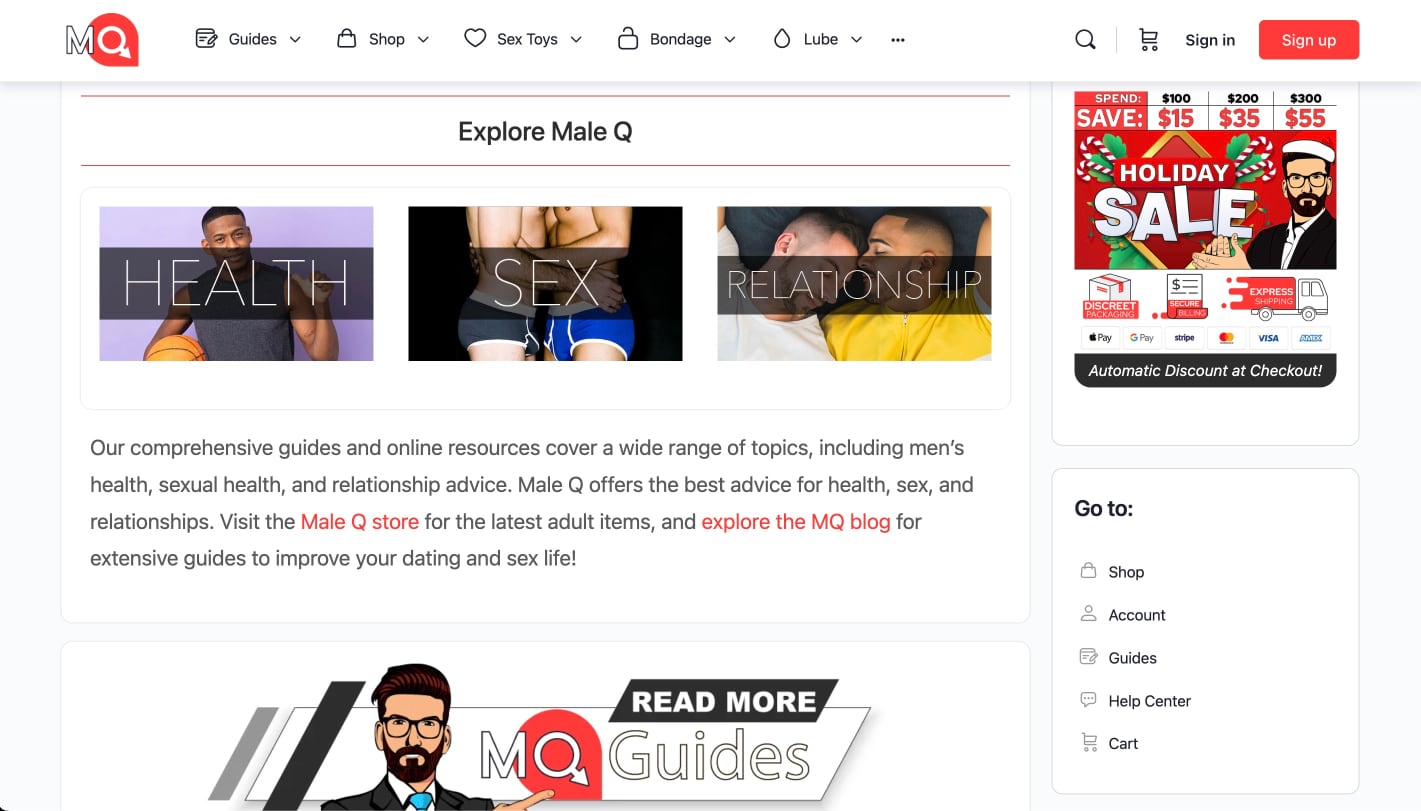 MQ
Guides
Shop
Sex Toys
Bondage
Lube
Sign in
Sign up
Explore Male Q
HEALTH
SEX
RELATIONSHIP
Our comprehensive guides and online resources cover a wide range of topics, including men’s
health, sexual health, and relationship advice. Male Q offers the best advice for health, sex, and
relationships. Visit the Male Q store for the latest adult items, and explore the MQ blog for
extensive guides to improve your dating and sex life!
READ MORE
MQ Guides
SPEND: $100 $200 $300
SAVE: $15 $35 $55
HOLIDAY
SALE
DISCREET
PACKAGING
$
SECURE
BILLING
EXPRESS
SHIPPING
Pay G Pay stripe VISA AMEX
Automatic Discount at Checkout!
Go to:
Shop
Account
Guides
Help Center
Cart